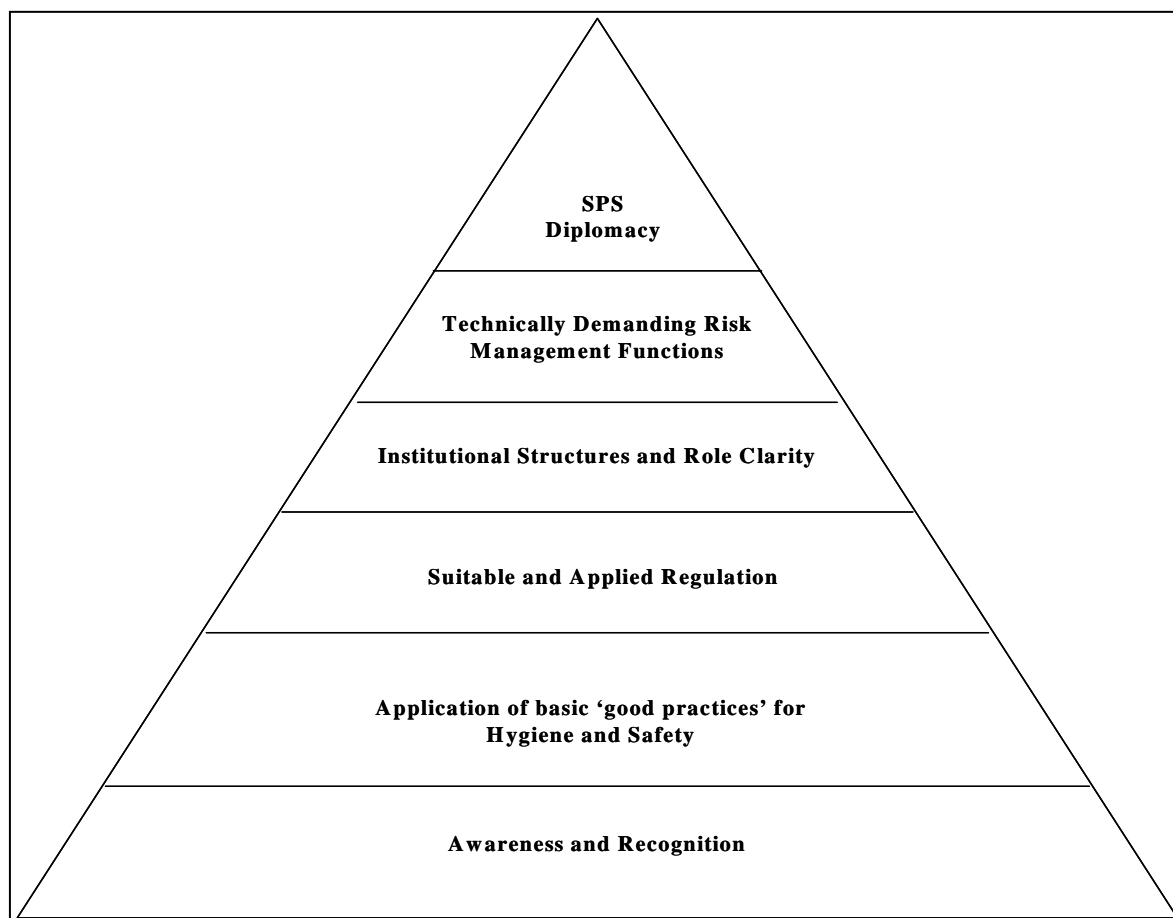 SPS
Diplomacy
Technically Demanding Risk
Management Functions
Institutional Structures and Role Clarity
Suitable and Applied Regulation
Application of basic ‘good practices’ for
Hygiene and Safety
Awareness and Recognition